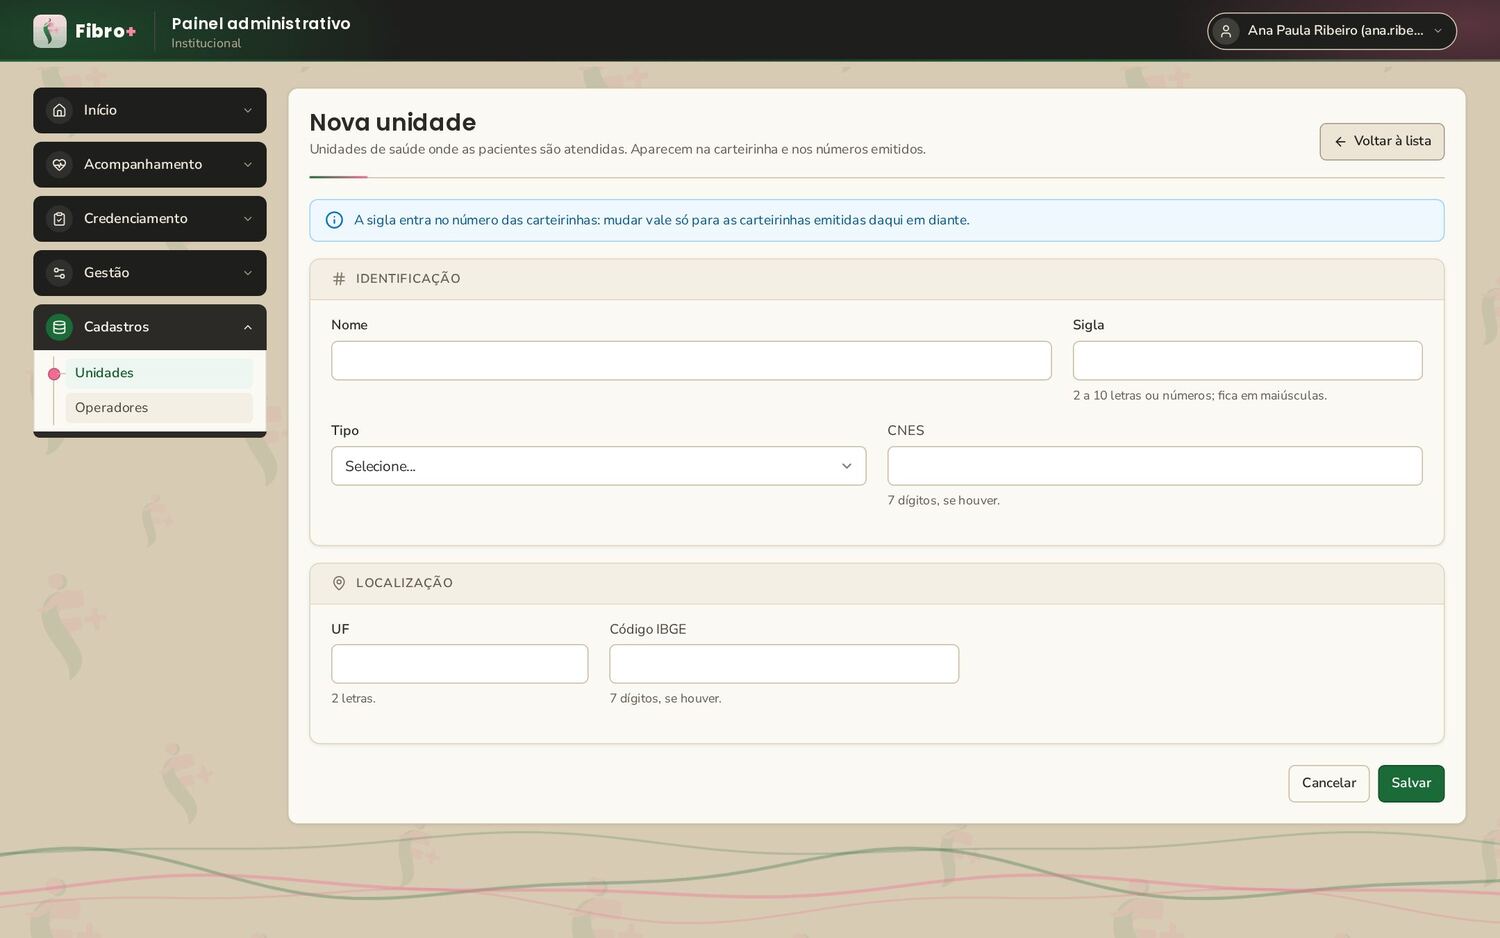 Fibro+
Painel administrativo
Institucional
Ana Paula Ribeiro (ana.ribe...
Início
Acompanhamento
Credenciamento
Gestão
Cadastros
Unidades
Operadores
Nova unidade
Unidades de saúde onde as pacientes são atendidas. Aparecem na carteirinha e nos números emitidos.
Voltar à lista
A sigla entra no número das carteirinhas: mudar vale só para as carteirinhas emitidas daqui em diante.
IDENTIFICAÇÃO
Nome
Sigla
2 a 10 letras ou números; fica em maiúsculas.
Tipo
CNES
Selecione...
7 dígitos, se houver.
LOCALIZAÇÃO
UF
Código IBGE
2 letras.
7 dígitos, se houver.
Cancelar
Salvar